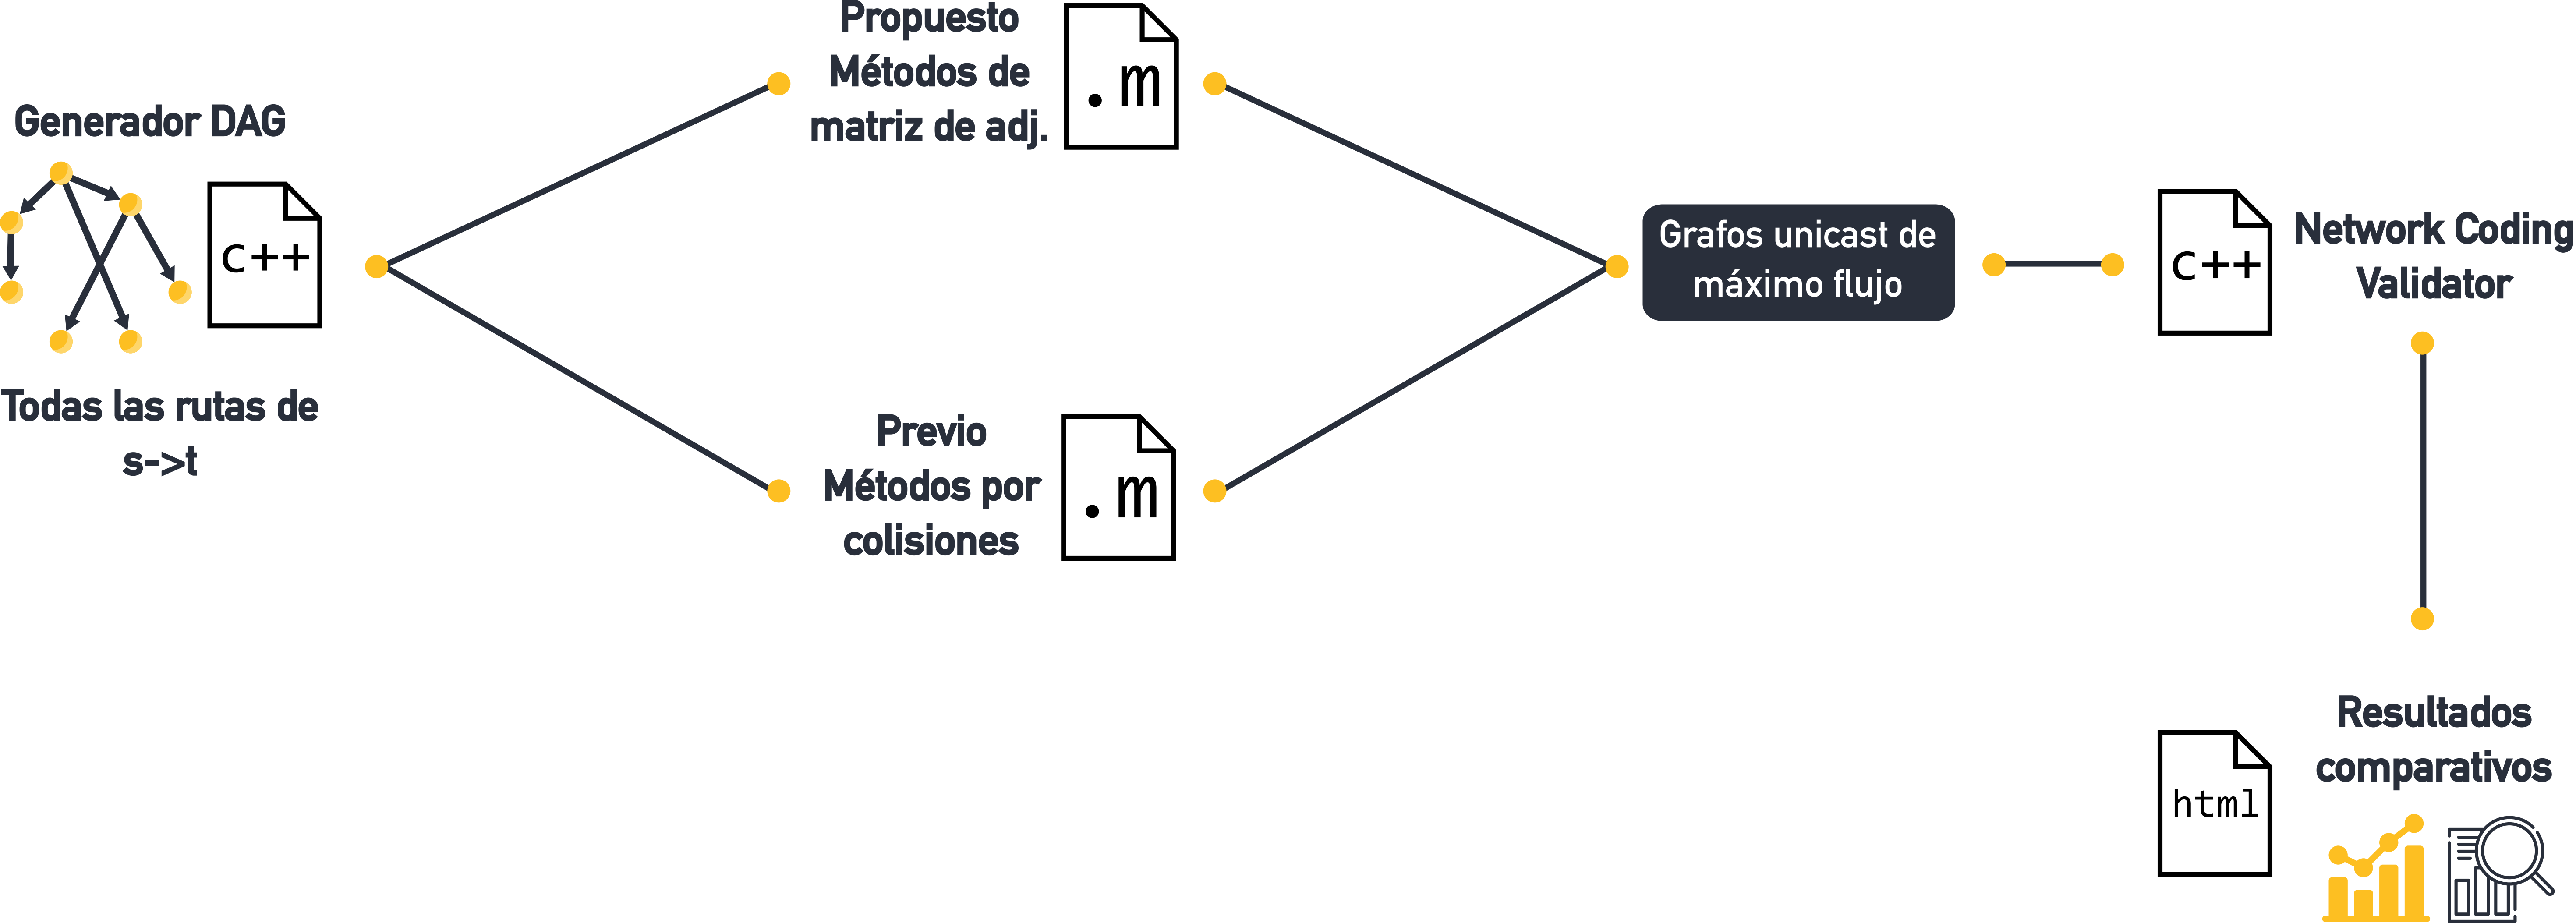 Generador DAG
c++
Todas las rutas de
s->t
Propuesto
Métodos de
matriz de adj.
.m
Previo
Métodos por
colisiones
.m
Grafos unicast de
máximo flujo
c++
Network Coding
Validator
html
Resultados
comparativos